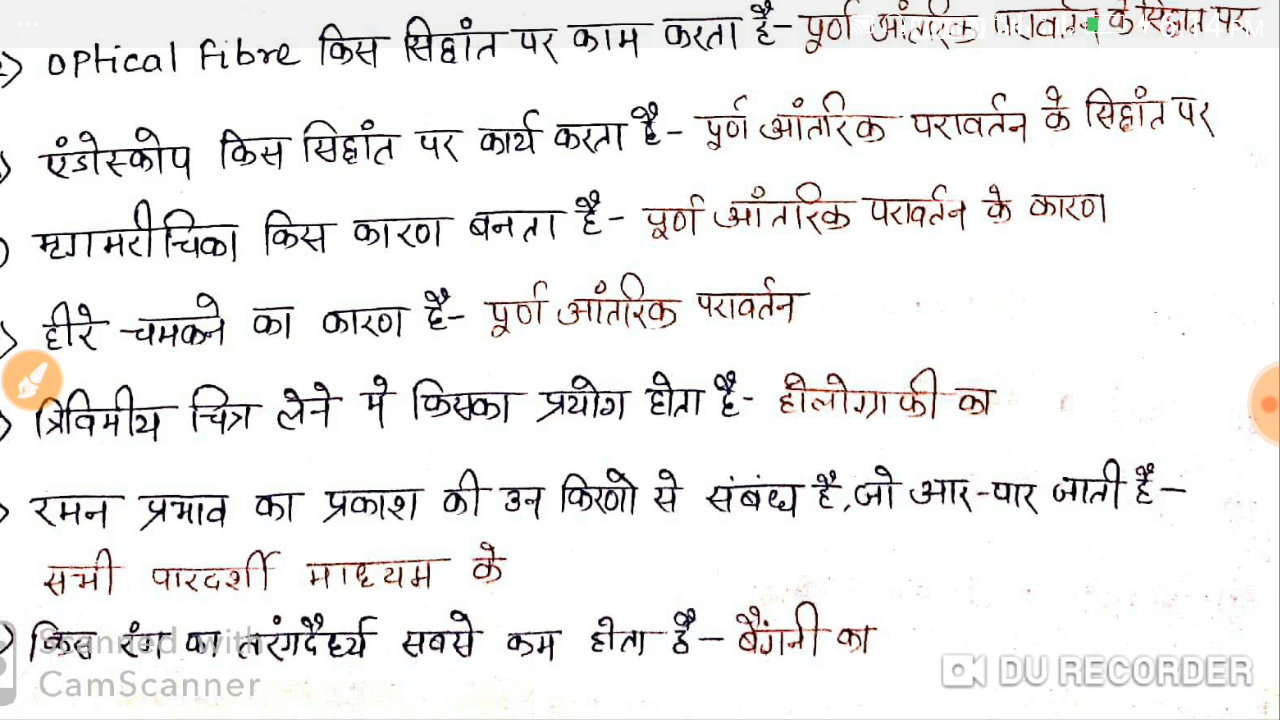 Optical Fibre किस सिद्धांत पर काम करता है- पूर्ण आंतरिक परावर्तन के सिद्धांत पर
एंडोस्कोप किस सिद्धांत पर कार्य करता है- पूर्ण आंतरिक परावर्तन के सिद्धांत पर
मृगमरीचिका किस कारण बनता है- पूर्ण आंतरिक परावर्तन के कारण
हीरे चमकने का कारण है- पूर्ण आंतरिक परावर्तन
त्रिविमीय चित्र लेने मे किसका प्रयोग होता है- होलोग्राफी का
रमन प्रभाव का प्रकाश की उन किरणो से संबंध है, जो आर-पार जाती है-
सभी पारदर्शी माध्यम के
किस रंग का तरंगदैर्ध्य सबसे कम होता है- बैंगनी का
Scanned with
CamScanner
DU RECORDER